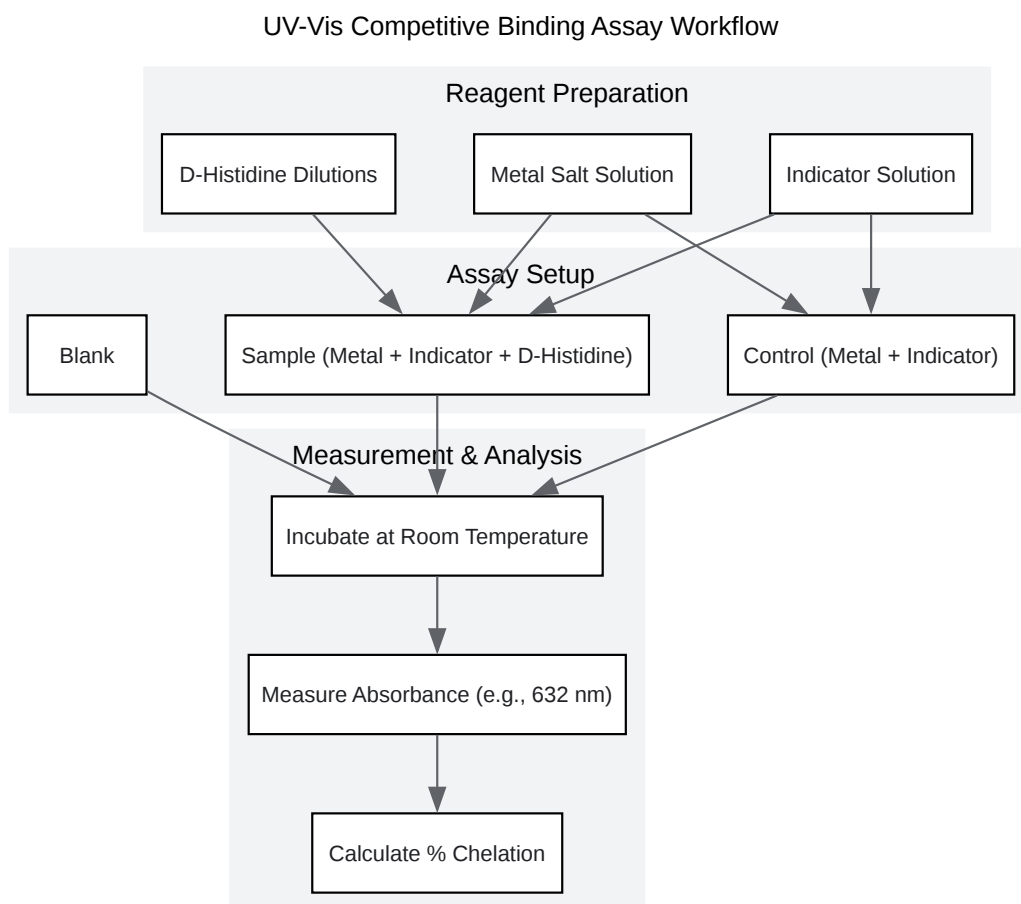 UV-Vis Competitive Binding Assay Workflow
Reagent Preparation
D-Histidine Dilutions
Metal Salt Solution
Indicator Solution
Assay Setup
Blank
Sample (Metal + Indicator + D-Histidine)
Control (Metal + Indicator)
Measurement & Analysis
Incubate at Room Temperature
Measure Absorbance (e.g., 632 nm)
Calculate % Chelation